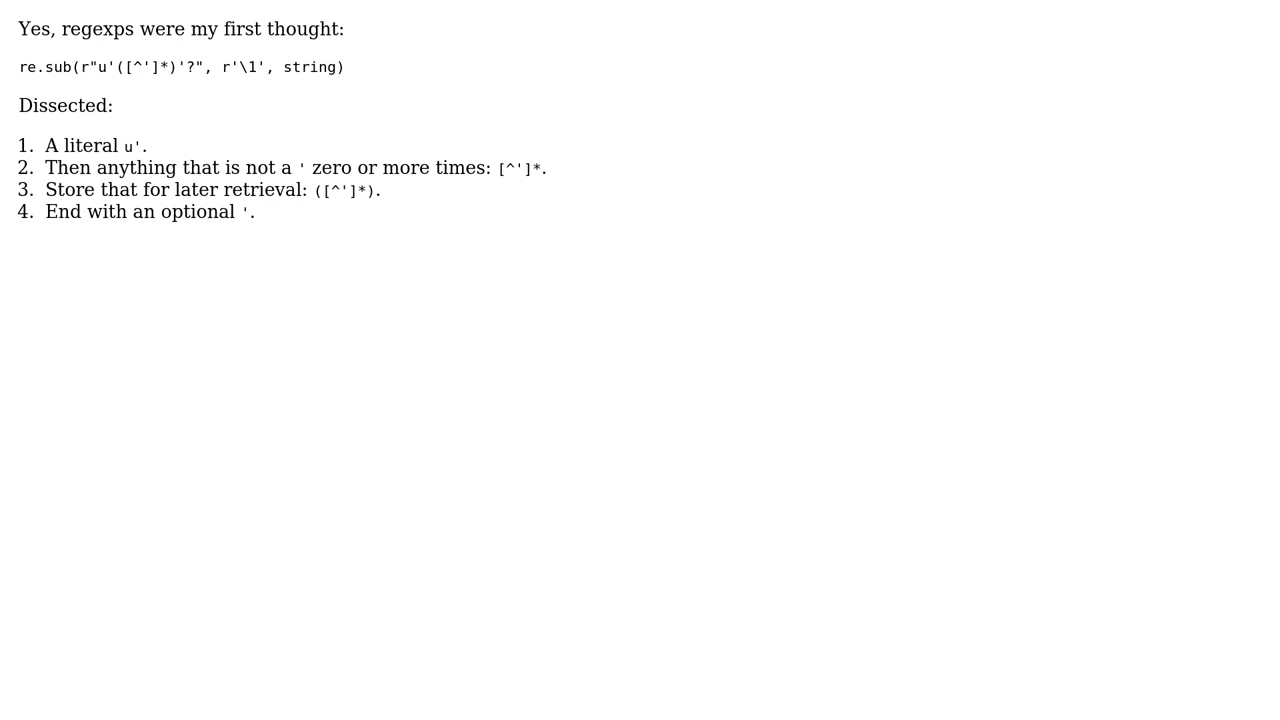 Yes, regexps were my first thought:
re.sub(r"u'([^']*)'?", r'\1', string)
Dissected:
1. A literal u'.
2. Then anything that is not a ' zero or more times: [^']*.
3. Store that for later retrieval: ([^']*).
4. End with an optional '.